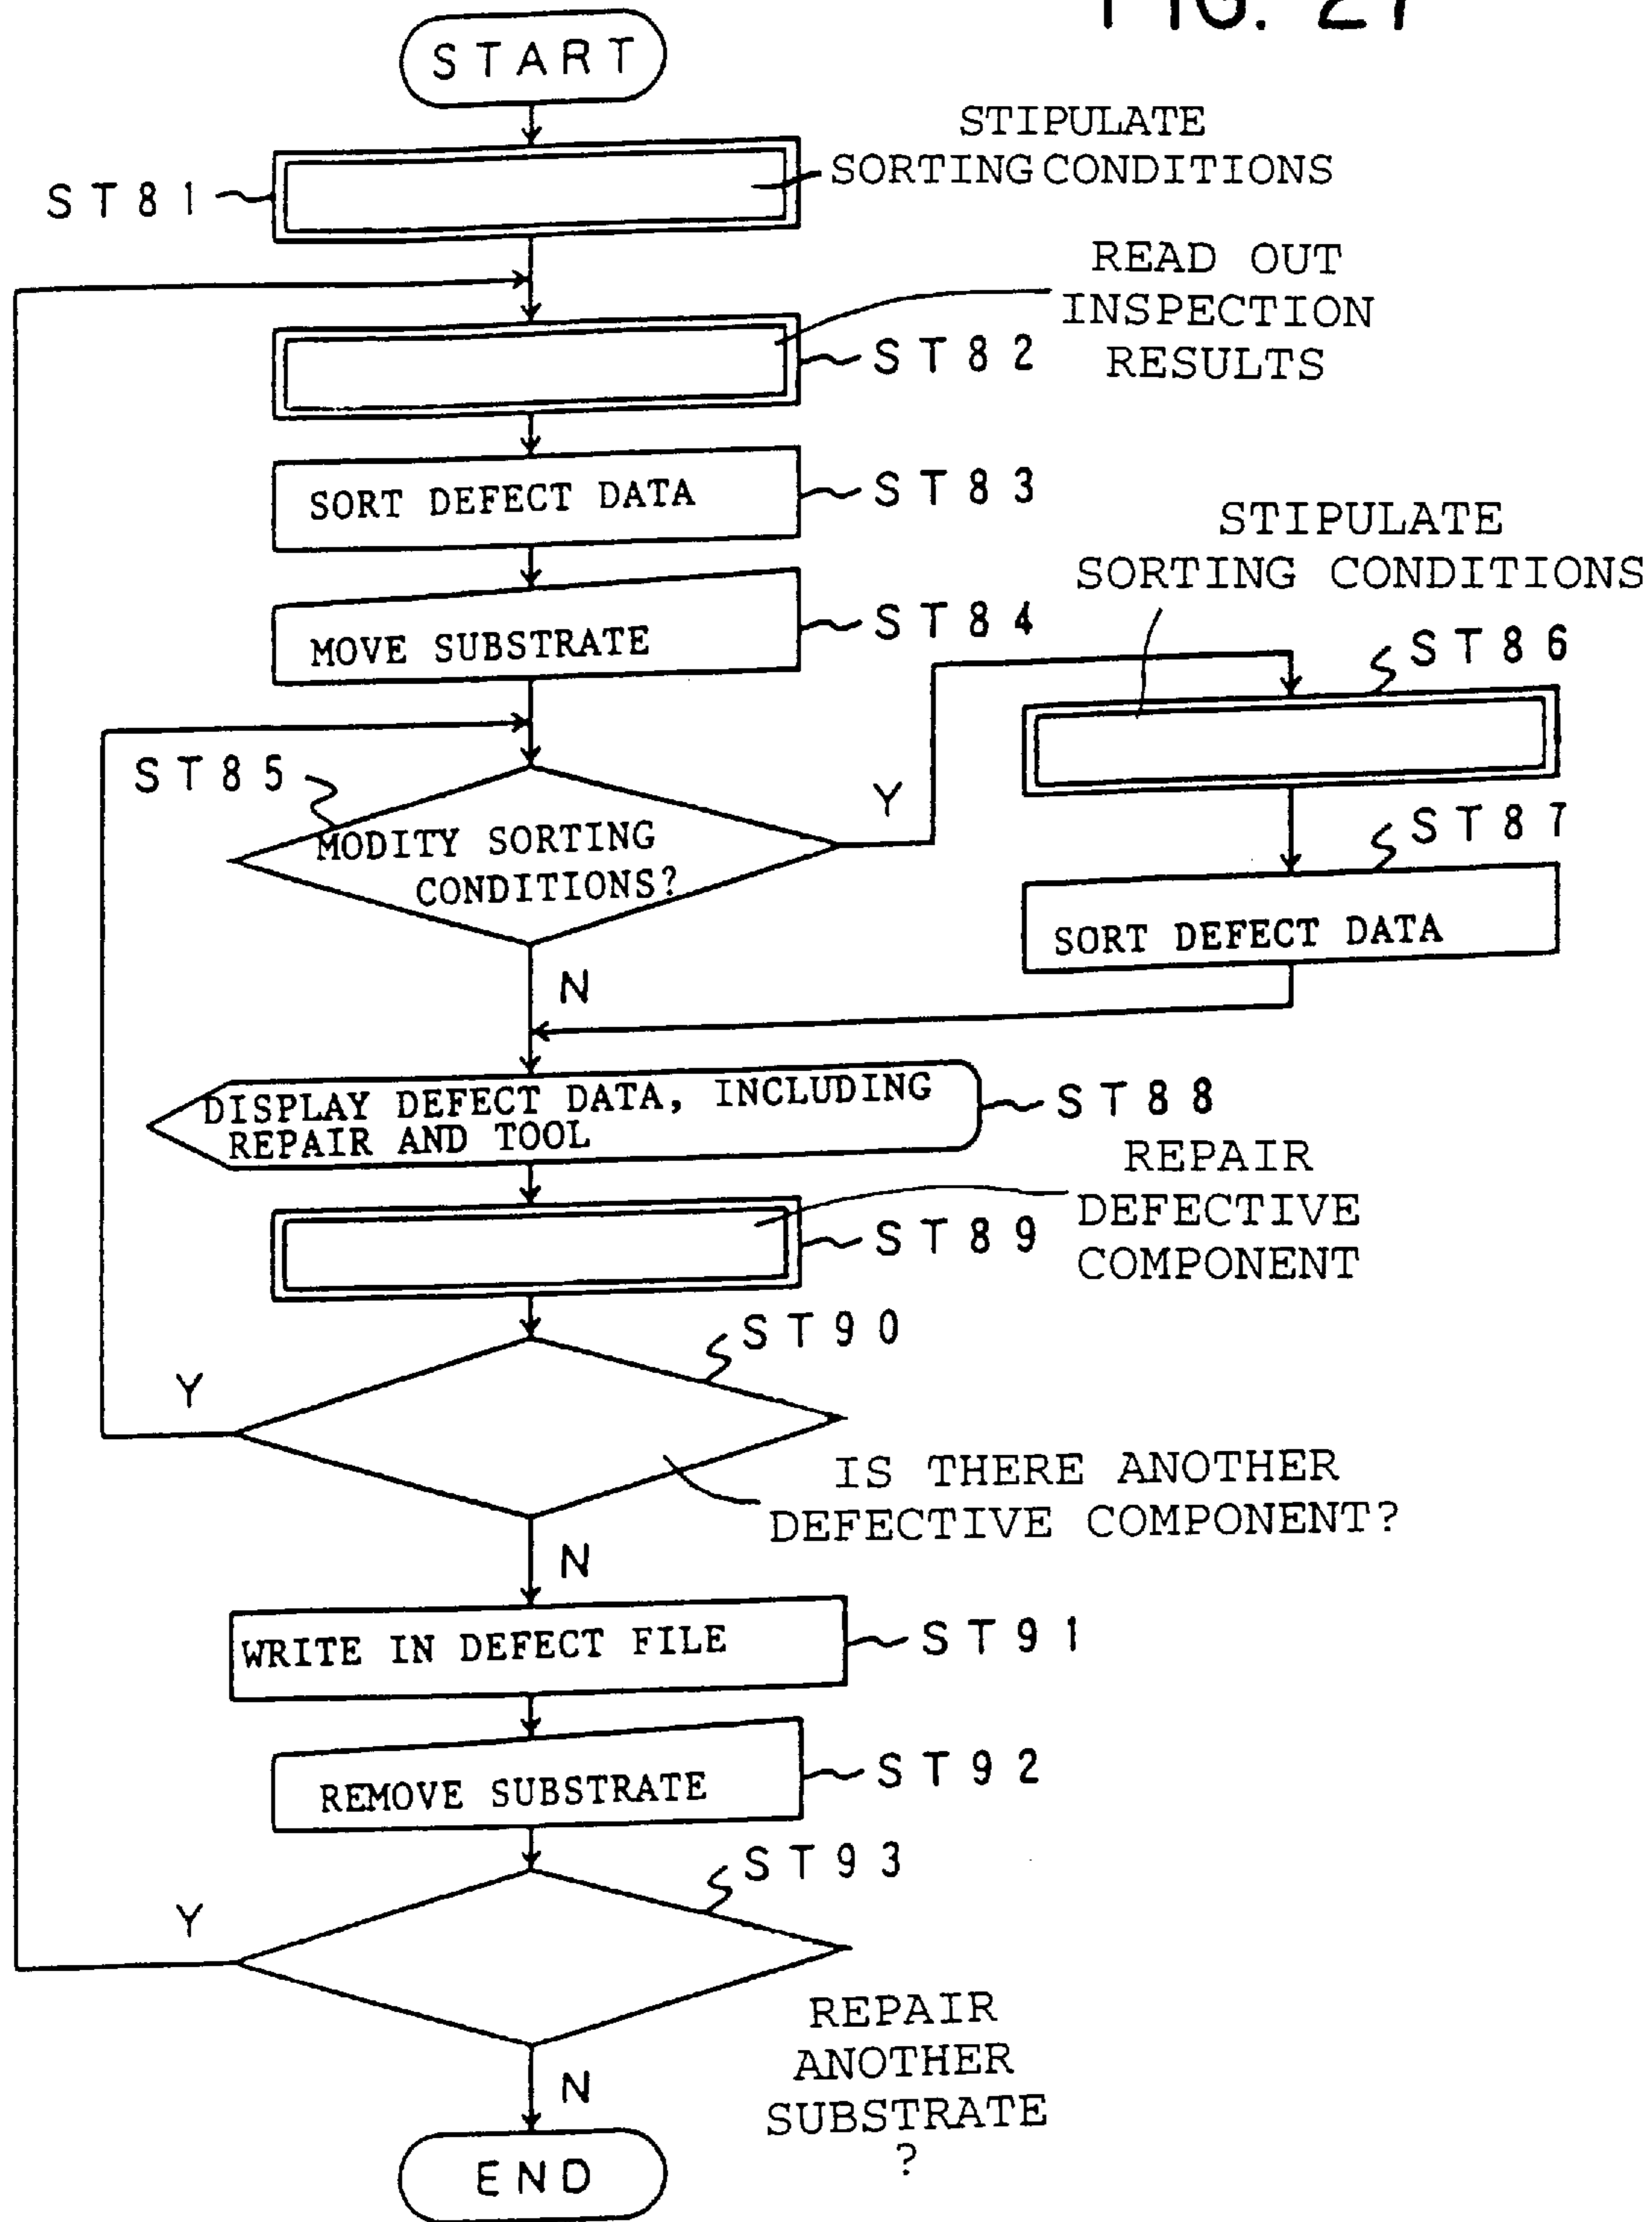 FIG. 27
START
STIPULATE
SORTING CONDITIONS
ST81
READ OUT
INSPECTION
RESULTS
ST82
SORT DEFECT DATA
ST83
STIPULATE
SORTING CONDITIONS
MOVE SUBSTRATE
ST84
ST86
ST85
MODITY SORTING
CONDITIONS?
Y
ST87
SORT DEFECT DATA
N
DISPLAY DEFECT DATA, INCLUDING
REPAIR AND TOOL
ST88
REPAIR
DEFECTIVE
COMPONENT
ST89
ST90
Y
IS THERE ANOTHER
DEFECTIVE COMPONENT?
N
WRITE IN DEFECT FILE
ST91
REMOVE SUBSTRATE
ST92
ST93
Y
REPAIR
ANOTHER
SUBSTRATE
?
N
END